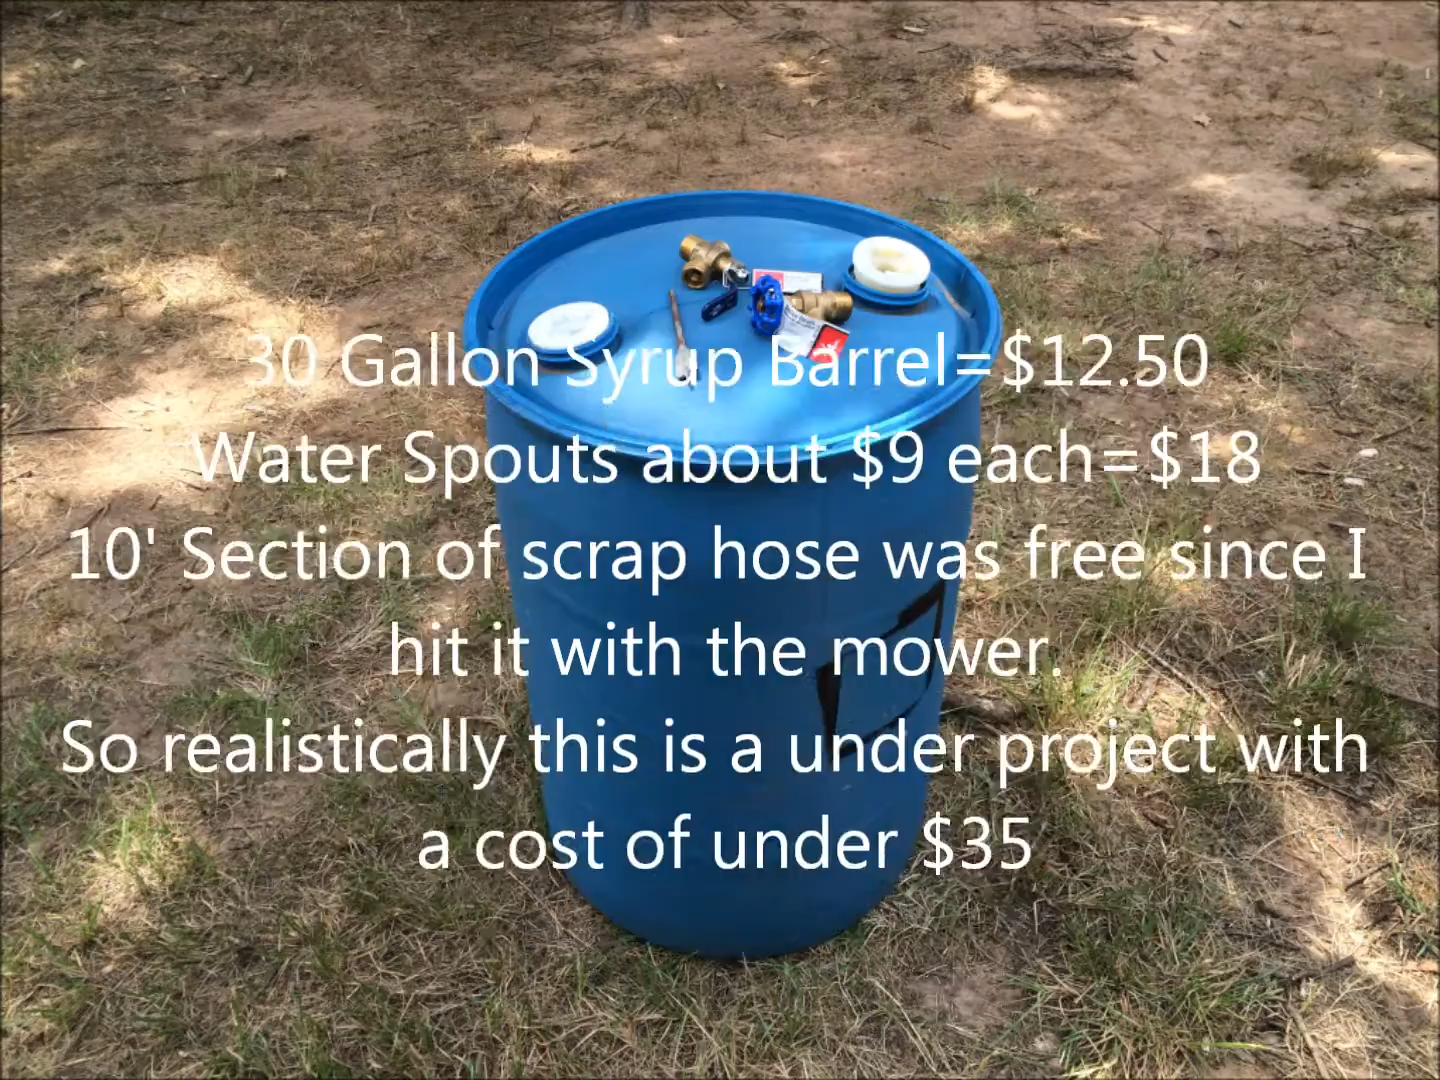 30 Gallon Syrup Barrel=$12.50
Water Spouts about $9 each=$18
10' Section of scrap hose was free since I
hit it with the mower.
So realistically this is a under project with
a cost of under $35